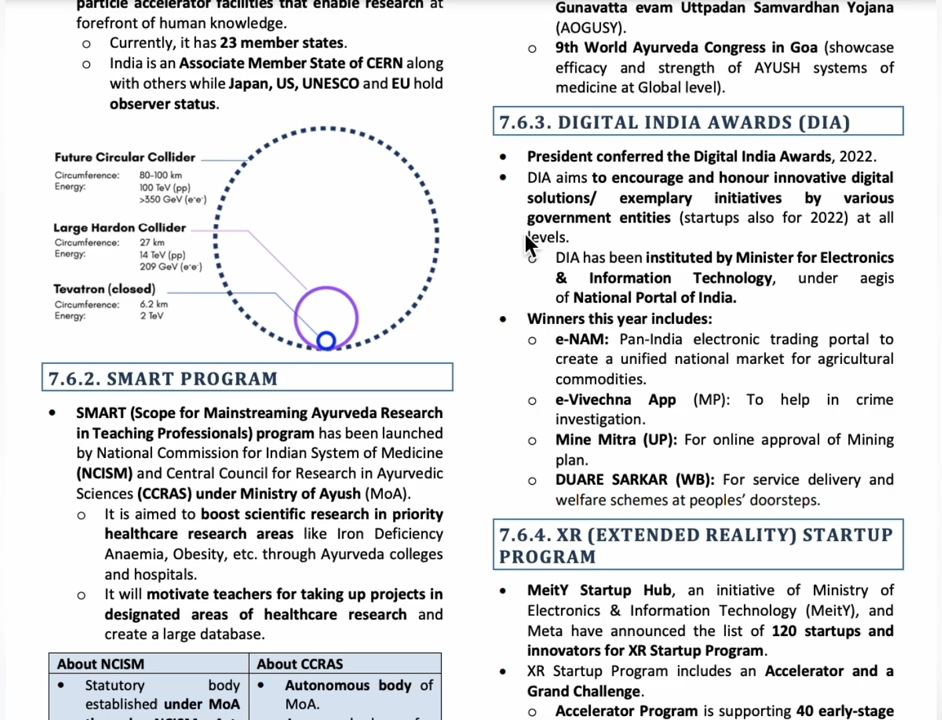 particle accelerator facilities that enable research at
forefront of human knowledge.
o Currently, it has 23 member states.
o India is an Associate Member State of CERN along
with others while Japan, US, UNESCO and EU hold
observer status.
Future Circular Collider
Circumference: 80-100 km
Energy: 100 TeV (pp)
>350 GeV (e⁺e⁻)
Large Hardon Collider
Circumference: 27 km
Energy: 14 TeV (pp)
209 GeV (e⁺e⁻)
Tevatron (closed)
Circumference: 6.2 km
Energy: 2 TeV
7.6.2. SMART PROGRAM
• SMART (Scope for Mainstreaming Ayurveda Research
in Teaching Professionals) program has been launched
by National Commission for Indian System of Medicine
(NCISM) and Central Council for Research in Ayurvedic
Sciences (CCRAS) under Ministry of Ayush (MoA).
o It is aimed to boost scientific research in priority
healthcare research areas like Iron Deficiency
Anaemia, Obesity, etc. through Ayurveda colleges
and hospitals.
o It will motivate teachers for taking up projects in
designated areas of healthcare research and
create a large database.
About NCISM
• Statutory body
established under MoA
About CCRAS
• Autonomous body of
MoA.
Gunavatta evam Uttpadan Samvardhan Yojana
(AOGUSY).
o 9th World Ayurveda Congress in Goa (showcase
efficacy and strength of AYUSH systems of
medicine at Global level).
7.6.3. DIGITAL INDIA AWARDS (DIA)
• President conferred the Digital India Awards, 2022.
• DIA aims to encourage and honour innovative digital
solutions/ exemplary initiatives by various
government entities (startups also for 2022) at all
levels.
o DIA has been instituted by Minister for Electronics
& Information Technology, under aegis
of National Portal of India.
• Winners this year includes:
o e-NAM: Pan-India electronic trading portal to
create a unified national market for agricultural
commodities.
o e-Vivechna App (MP): To help in crime
investigation.
o Mine Mitra (UP): For online approval of Mining
plan.
o DUARE SARKAR (WB): For service delivery and
welfare schemes at peoples’ doorsteps.
7.6.4. XR (EXTENDED REALITY) STARTUP
PROGRAM
• MeitY Startup Hub, an initiative of Ministry of
Electronics & Information Technology (MeitY), and
Meta have announced the list of 120 startups and
innovators for XR Startup Program.
• XR Startup Program includes an Accelerator and a
Grand Challenge.
o Accelerator Program is supporting 40 early-stage